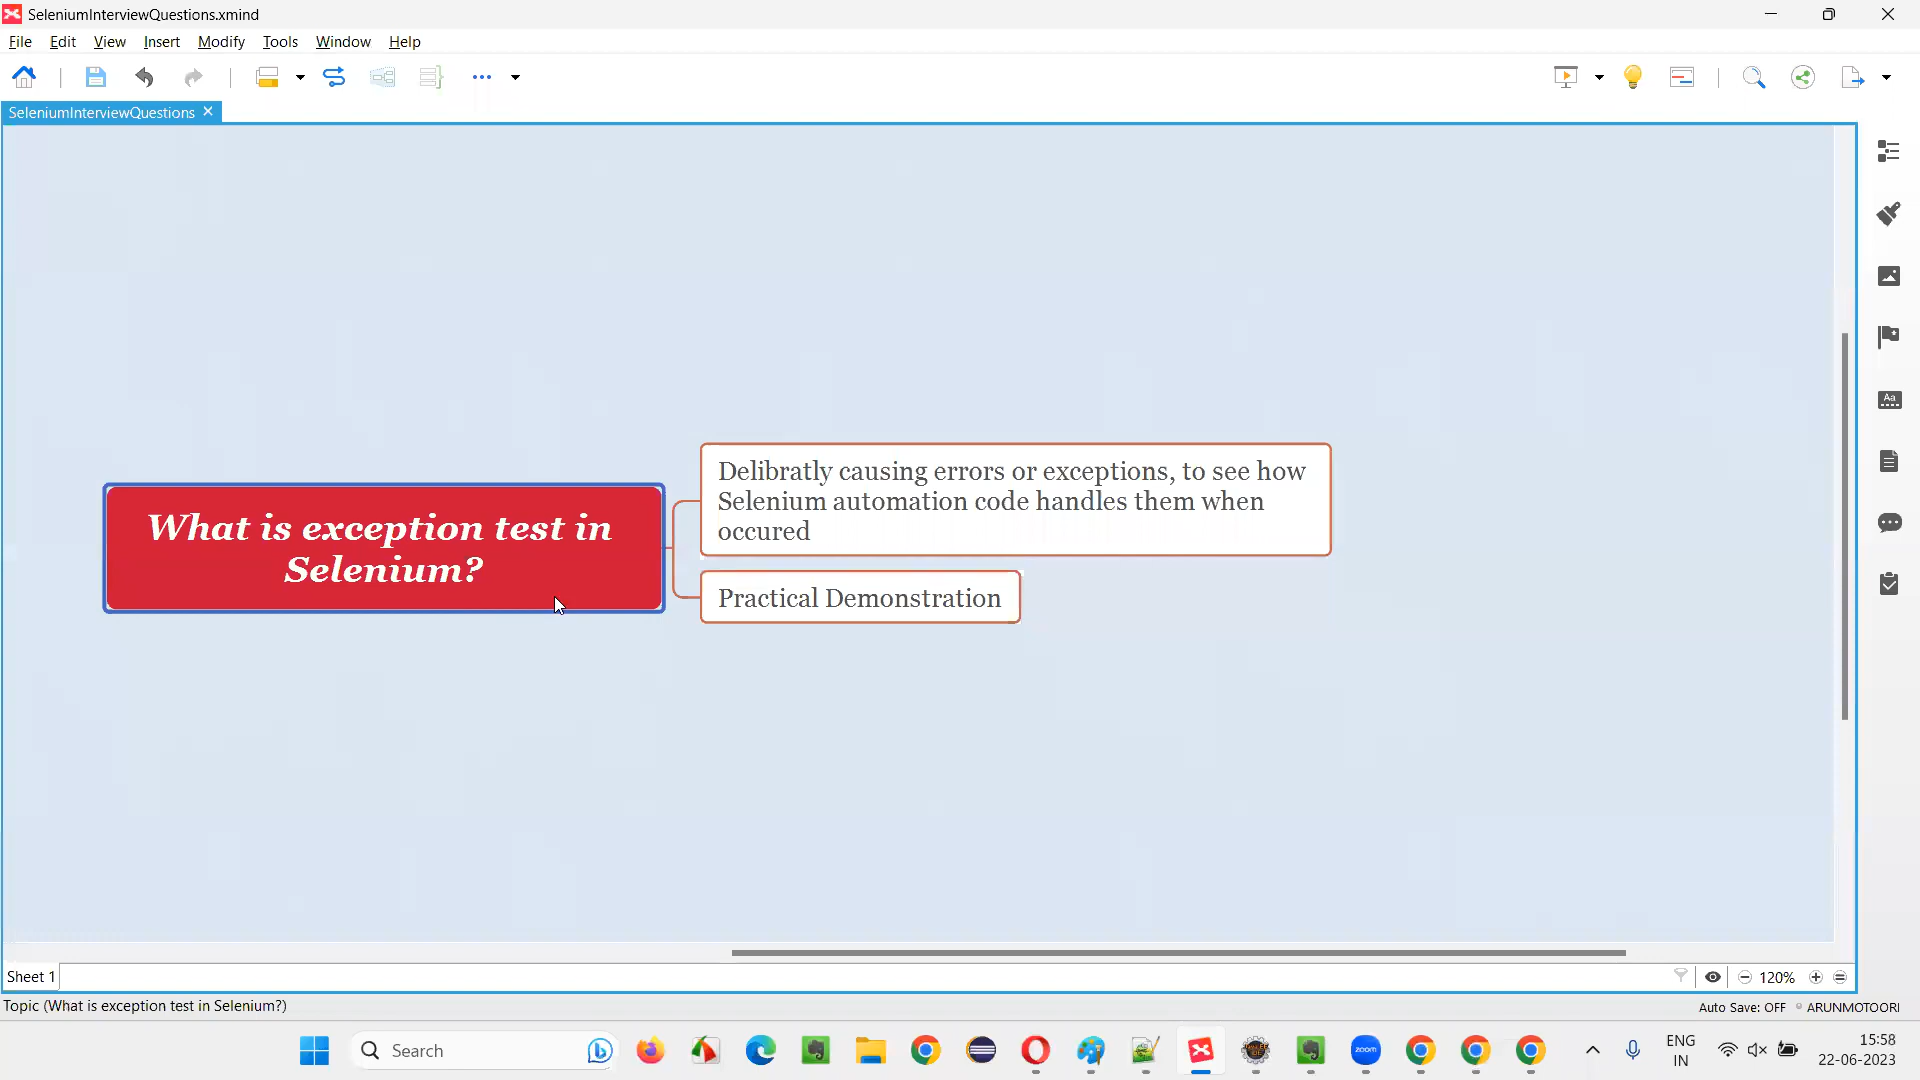 SeleniumInterviewQuestions.xmind
File Edit View Insert Modify Tools Window Help
SeleniumInterviewQuestions
What is exception test in
Selenium?
Delibratly causing errors or exceptions, to see how
Selenium automation code handles them when
occured
Practical Demonstration
Aa
Sheet 1
120%
Topic (What is exception test in Selenium?)
Auto Save: OFF ARUNMOTOORI
Search
zoom
ENG
IN
15:58
22-06-2023